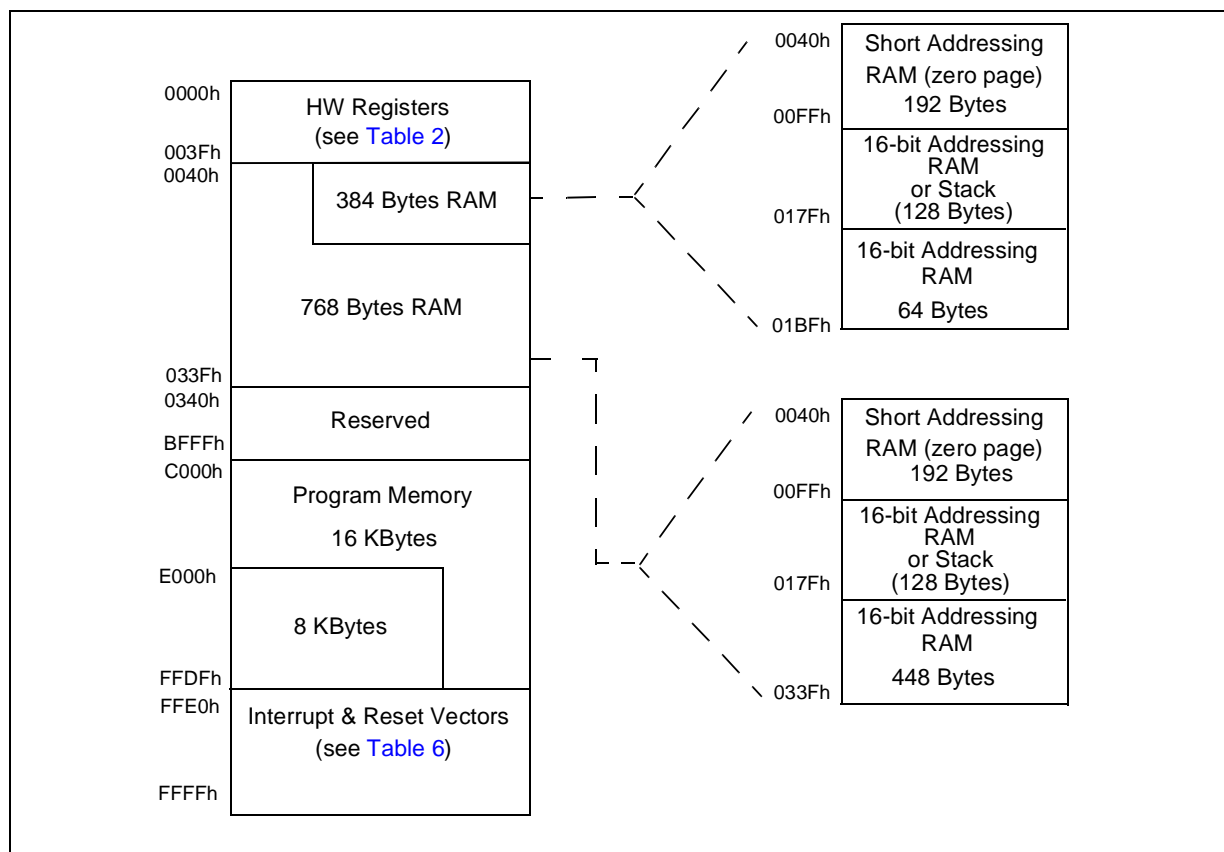 0000h
HW Registers
(see Table 2)
003Fh
0040h
384 Bytes RAM
768 Bytes RAM
033Fh
0340h
Reserved
BFFFh
C000h
Program Memory
16 KBytes
E000h
8 KBytes
FFDFh
FFE0h
Interrupt & Reset Vectors
(see Table 6)
FFFFh
0040h
Short Addressing
RAM (zero page)
192 Bytes
00FFh
16-bit Addressing
RAM
or Stack
(128 Bytes)
017Fh
16-bit Addressing
RAM
64 Bytes
01BFh
0040h
Short Addressing
RAM (zero page)
192 Bytes
00FFh
16-bit Addressing
RAM
or Stack
(128 Bytes)
017Fh
16-bit Addressing
RAM
448 Bytes
033Fh